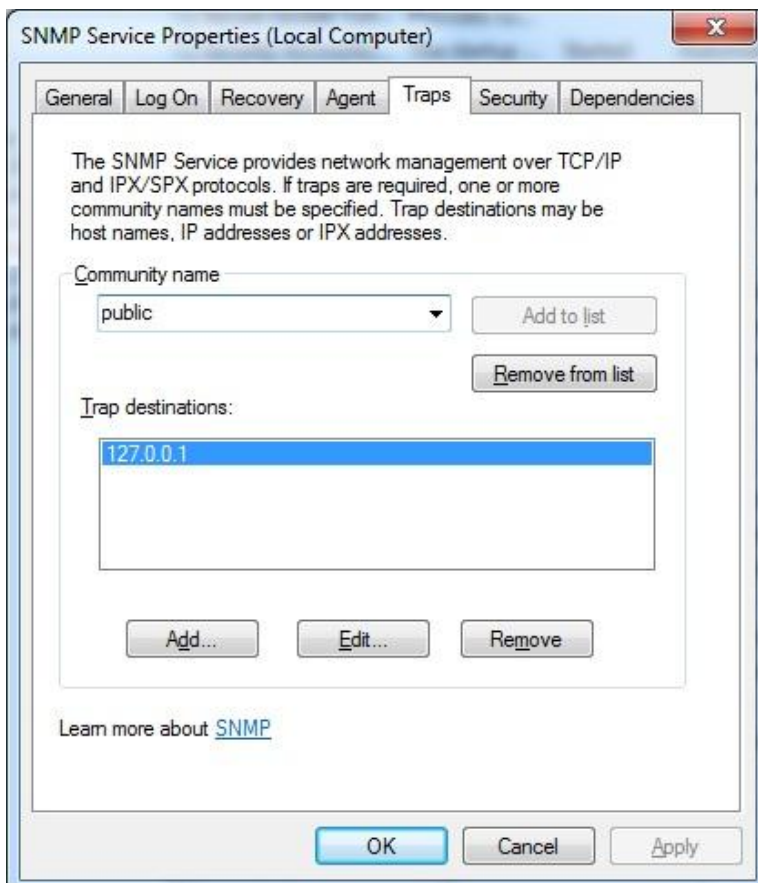 SNMP Service Properties (Local Computer)
General Log On Recovery Agent Traps Security Dependencies
The SNMP Service provides network management over TCP/IP
and IPX/SPX protocols. If traps are required, one or more
community names must be specified. Trap destinations may be
host names, IP addresses or IPX addresses.
Community name
public
Add to list
Remove from list
Trap destinations:
127.0.0.1
Add... Edit... Remove
Learn more about SNMP
OK Cancel Apply